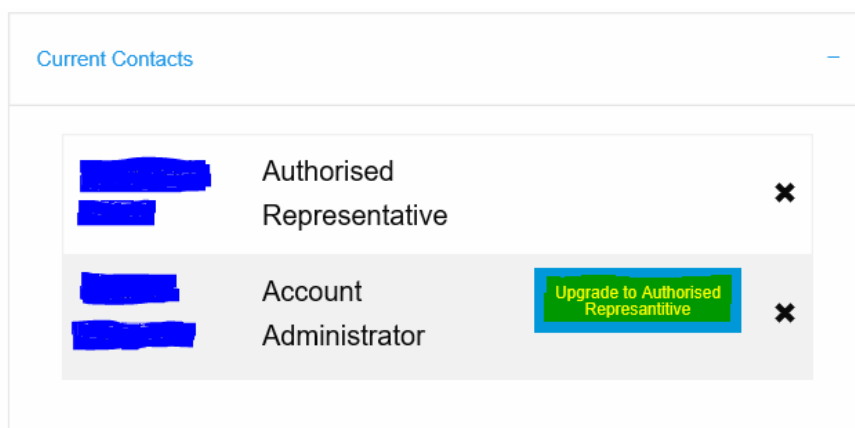 Current Contacts
Authorised
Representative
Account
Administrator
Upgrade to Authorised
Represantitive